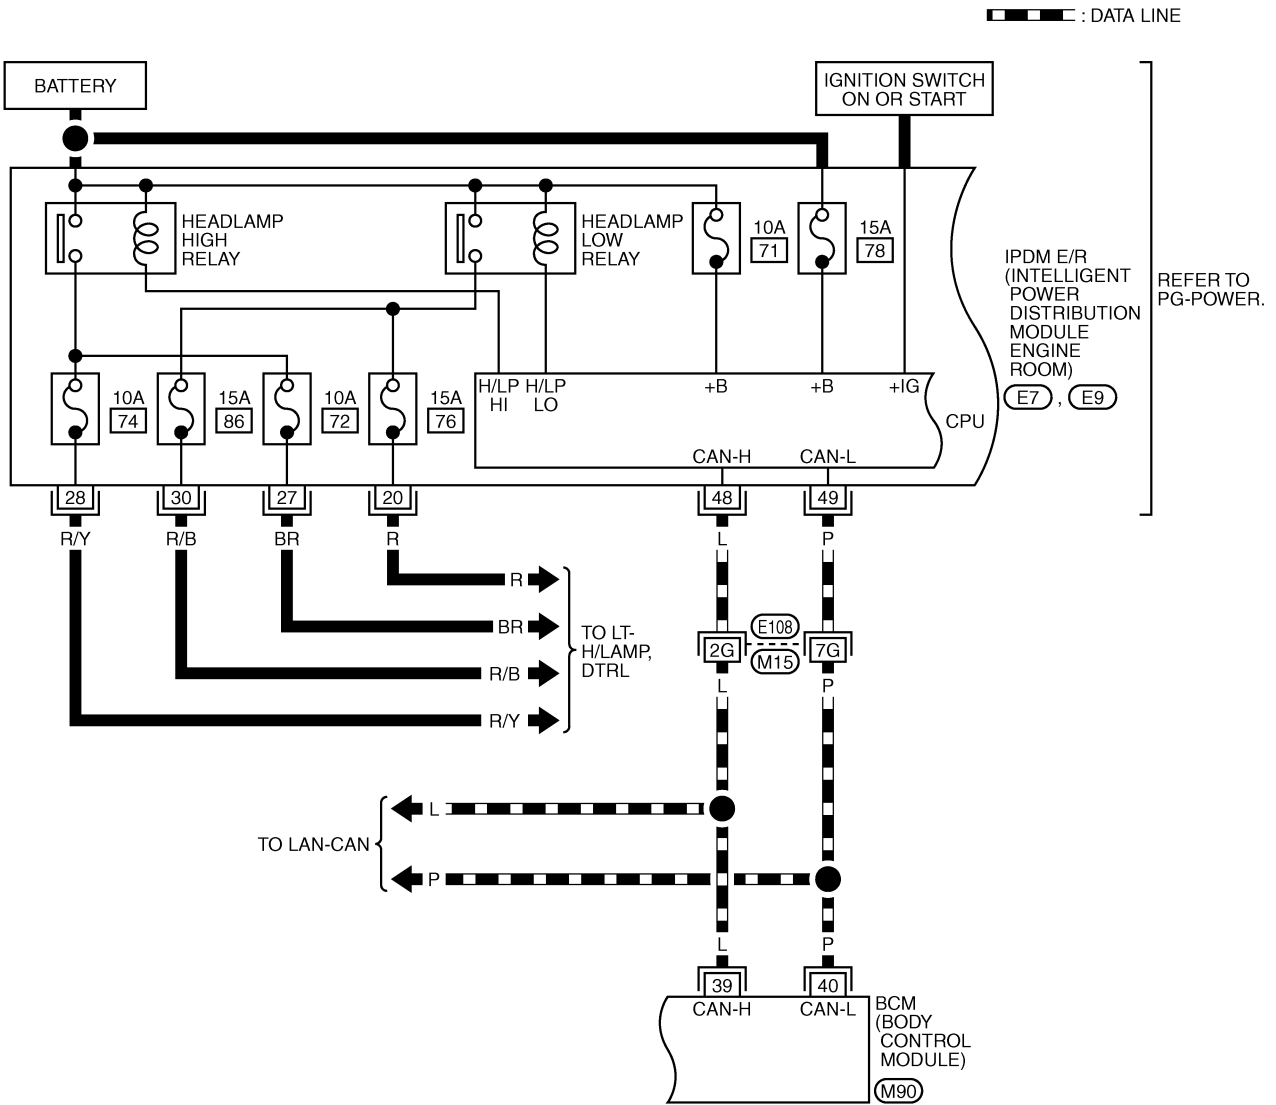 : DATA LINE
BATTERY
IGNITION SWITCH
ON OR START
HEADLAMP
HIGH
RELAY
HEADLAMP
LOW
RELAY
10A
71
15A
78
IPDM E/R
(INTELLIGENT
POWER
DISTRIBUTION
MODULE
ENGINE
ROOM)
E7 , E9
REFER TO
PG-POWER.
10A
74
15A
86
10A
72
15A
76
H/LP
HI
H/LP
LO
+B
+B
+IG
CPU
CAN-H
CAN-L
28
30
27
20
48
49
R/Y
R/B
BR
R
L
P
R
BR
R/B
R/Y
TO LT-
H/LAMP,
DTRL
2G
E108
M15
7G
L
P
L
P
TO LAN-CAN
L
P
39
40
CAN-H
CAN-L
BCM
(BODY
CONTROL
MODULE)
M90